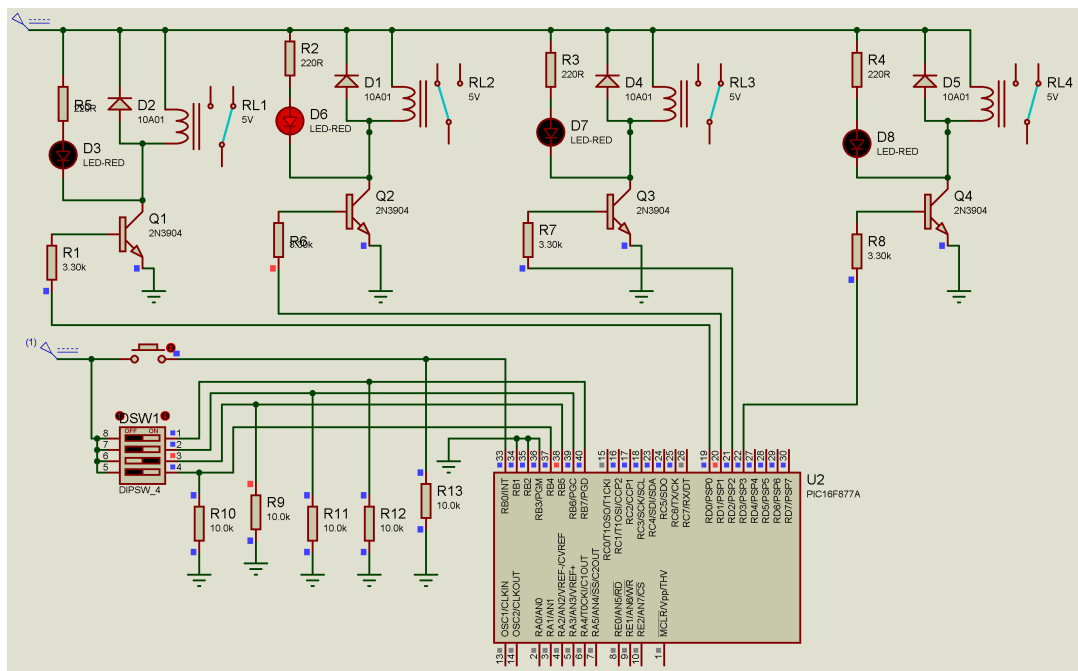 R5
220R
D3
LED-RED
D2
10A01
RL1
5V
Q1
2N3904
R1
3.30k
R2
220R
D6
LED-RED
D1
10A01
RL2
5V
Q2
2N3904
R6
3.30k
R3
220R
D7
LED-RED
D4
10A01
RL3
5V
Q3
2N3904
R7
3.30k
R4
220R
D8
LED-RED
D5
10A01
RL4
5V
Q4
2N3904
R8
3.30k
(1)
DSW1
OFF ON
8 1
7 2
6 3
5 4
DIPSW_4
R10
10.0k
R9
10.0k
R11
10.0k
R12
10.0k
R13
10.0k
U2
PIC16F877A
33 RB0/INT
34 RB1
35 RB2
36 RB3/PGM
37 RB4
38 RB5
39 RB6/PGC
40 RB7/PGD
15 RC0/T1OSO/T1CKI
16 RC1/T1OSI/CCP2
17 RC2/CCP1
18 RC3/SCK/SCL
23 RC4/SDI/SDA
24 RC5/SDO
25 RC6/TX/CK
26 RC7/RX/DT
19 RD0/PSP0
20 RD1/PSP1
21 RD2/PSP2
22 RD3/PSP3
27 RD4/PSP4
28 RD5/PSP5
29 RD6/PSP6
30 RD7/PSP7
13 OSC1/CLKIN
14 OSC2/CLKOUT
2 RA0/AN0
3 RA1/AN1
4 RA2/AN2/VREF-/CVREF
5 RA3/AN3/VREF+
6 RA4/T0CKI/C1OUT
7 RA5/AN4/SS/C2OUT
8 RE0/AN5/RD
9 RE1/AN6/WR
10 RE2/AN7/CS
1 MCLR/Vpp/THV